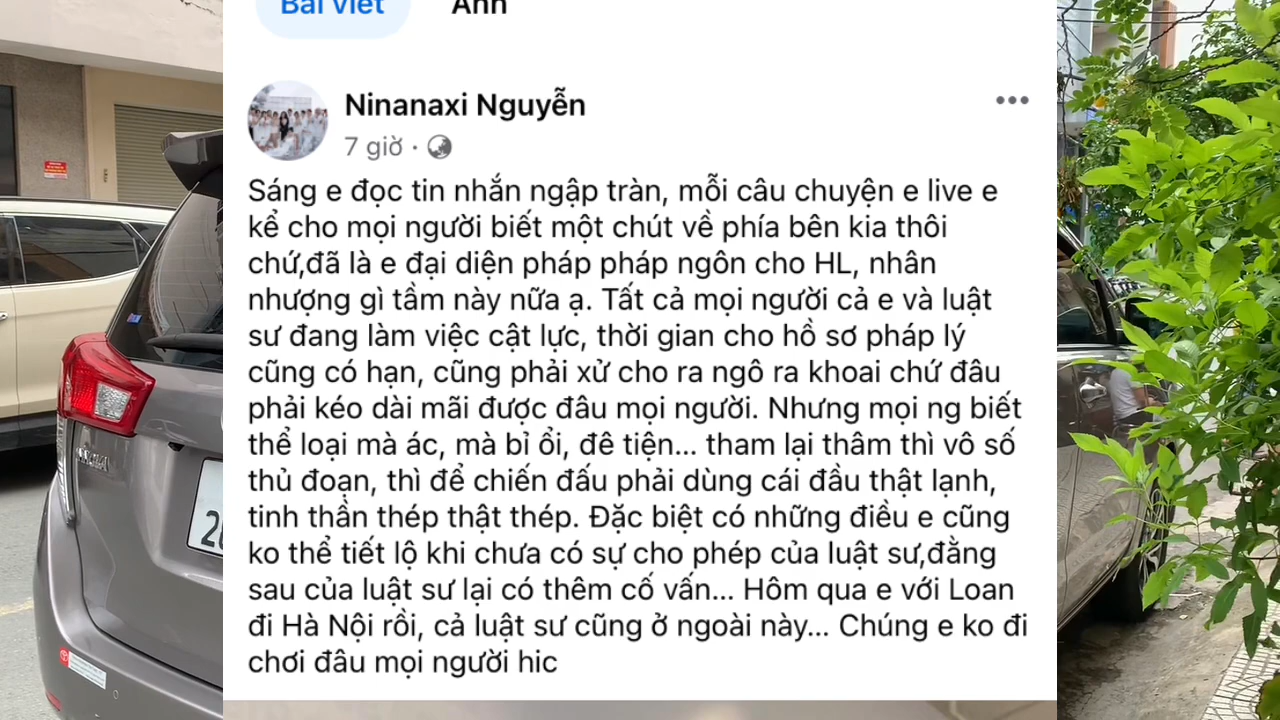 Bài viết
Ảnh
Ninanaxi Nguyễn
7 giờ
Sáng e đọc tin nhắn ngập tràn, mỗi câu chuyện e live e
kể cho mọi người biết một chút về phía bên kia thôi
chứ,đã là e đại diện pháp pháp ngôn cho HL, nhân
nhượng gì tầm này nữa ạ. Tất cả mọi người cả e và luật
sư đang làm việc cật lực, thời gian cho hồ sơ pháp lý
cũng có hạn, cũng phải xử cho ra ngô ra khoai chứ đâu
phải kéo dài mãi được đâu mọi người. Nhưng mọi ng biết
thể loại mà ác, mà bỉ ổi, đê tiện... tham lại thâm thì vô số
thủ đoạn, thì để chiến đấu phải dùng cái đầu thật lạnh,
tinh thần thép thật thép. Đặc biệt có những điều e cũng
ko thể tiết lộ khi chưa có sự cho phép của luật sư,đằng
sau của luật sư lại có thêm cố vấn... Hôm qua e với Loan
đi Hà Nội rồi, cả luật sư cũng ở ngoài này... Chúng e ko đi
chơi đâu mọi người hic